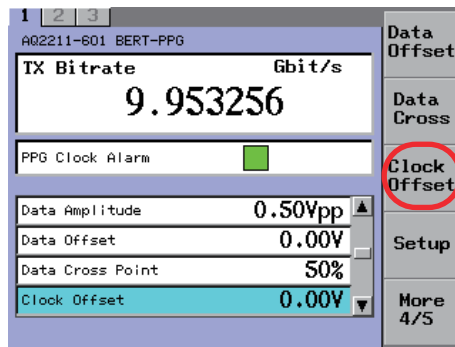 1 2 3
AQ2211-601 BERT-PPG
TX Bitrate Gbit/s
9.953256
PPG Clock Alarm
Data Amplitude 0.50Vpp
Data Offset 0.00V
Data Cross Point 50%
Clock Offset 0.00V
Data
Offset
Data
Cross
Clock
Offset
Setup
More
4/5